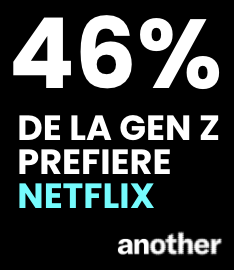 46%
DE LA GEN Z
PREFIERE
NETFLIX
another